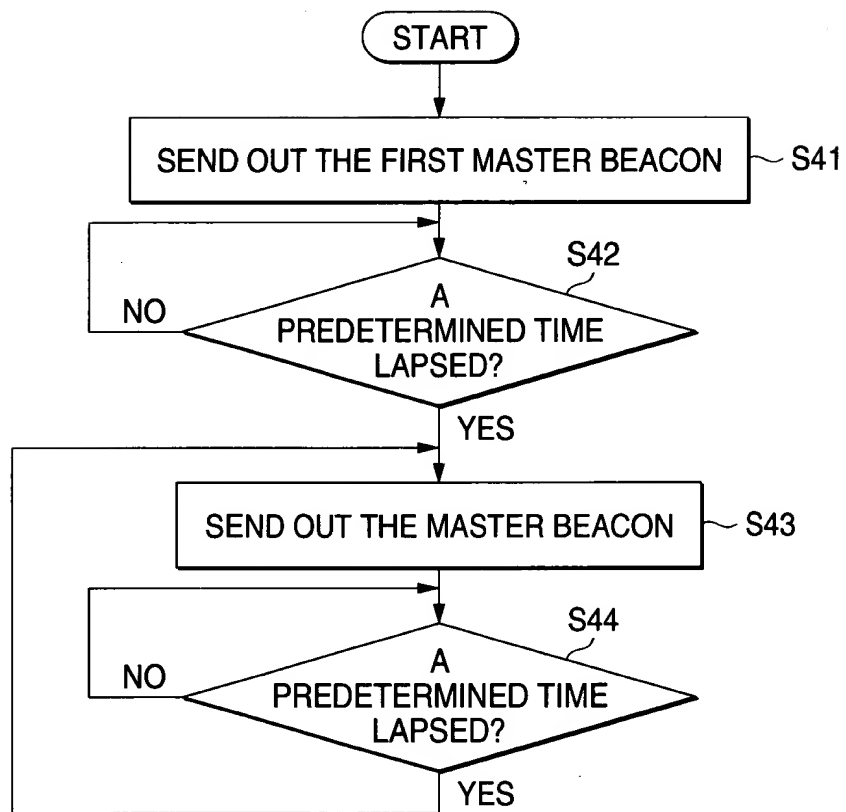 START
SEND OUT THE FIRST MASTER BEACON
S41
S42
A
PREDETERMINED TIME
LAPSED?
NO
YES
SEND OUT THE MASTER BEACON
S43
S44
A
PREDETERMINED TIME
LAPSED?
NO
YES